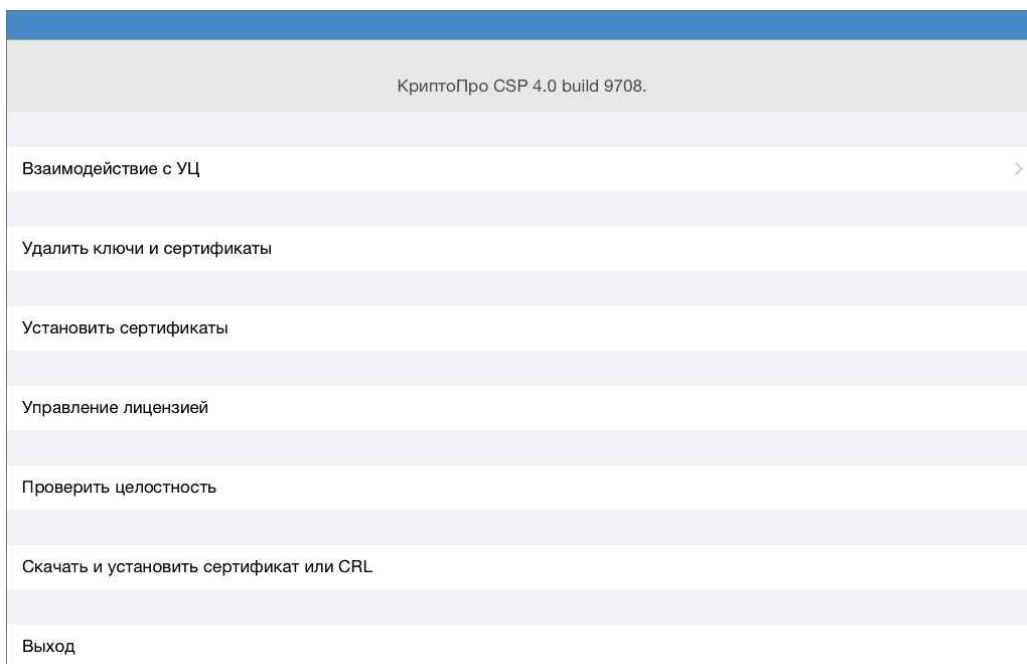 КриптоПро CSP 4.0 build 9708.
Взаимодействие с УЦ
Удалить ключи и сертификаты
Установить сертификаты
Управление лицензией
Проверить целостность
Скачать и установить сертификат или CRL
Выход